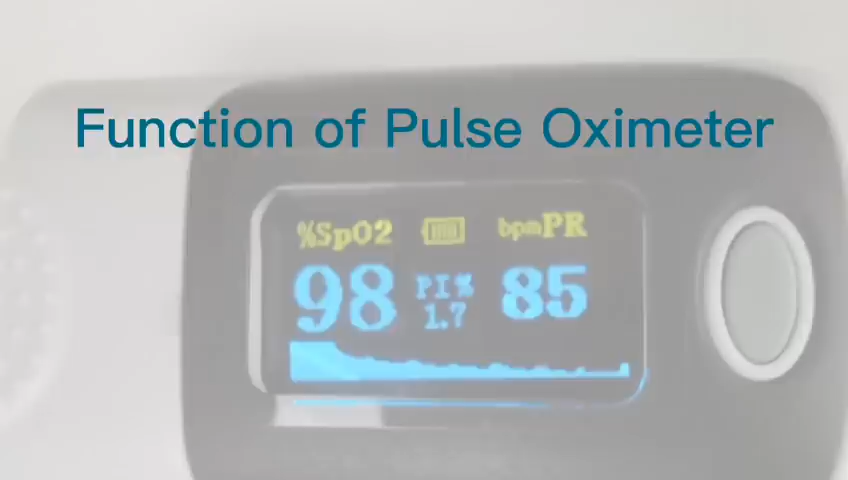 Function of Pulse Oximeter
%SpO2 bpmPR
98 PI% 85
1.7